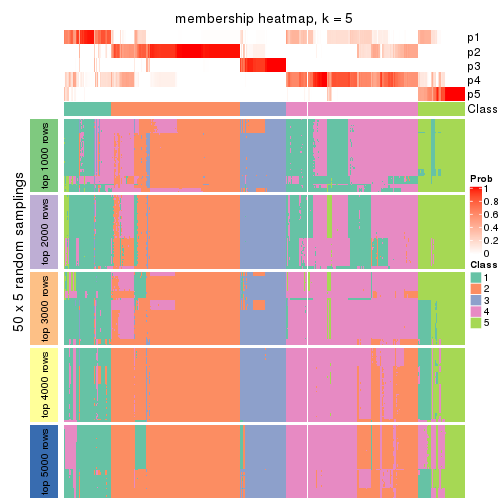 membership heatmap, k = 5
p1
p2
p3
p4
p5
Class
50 x 5 random samplings
top 1000 rows
top 2000 rows
top 3000 rows
top 4000 rows
top 5000 rows
Prob
1
0.8
0.6
0.4
0.2
0
Class
1
2
3
4
5